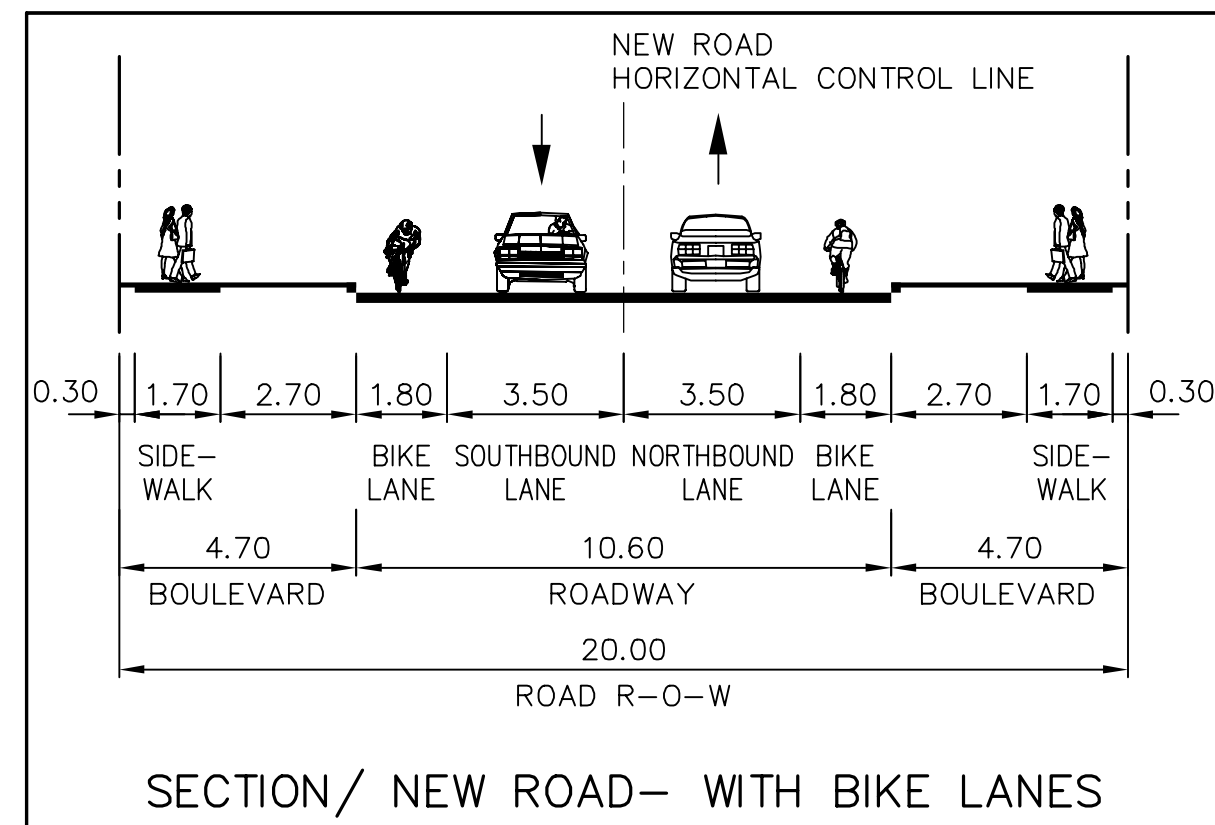 NEW ROAD
HORIZONTAL CONTROL LINE
0.30 1.70 2.70 1.80 3.50 3.50 1.80 2.70 1.70 0.30
SIDE-
WALK
BIKE
LANE
SOUTHBOUND
LANE
NORTHBOUND
LANE
BIKE
LANE
SIDE-
WALK
4.70 10.60 4.70
BOULEVARD ROADWAY BOULEVARD
20.00
ROAD R-O-W
SECTION/ NEW ROAD- WITH BIKE LANES